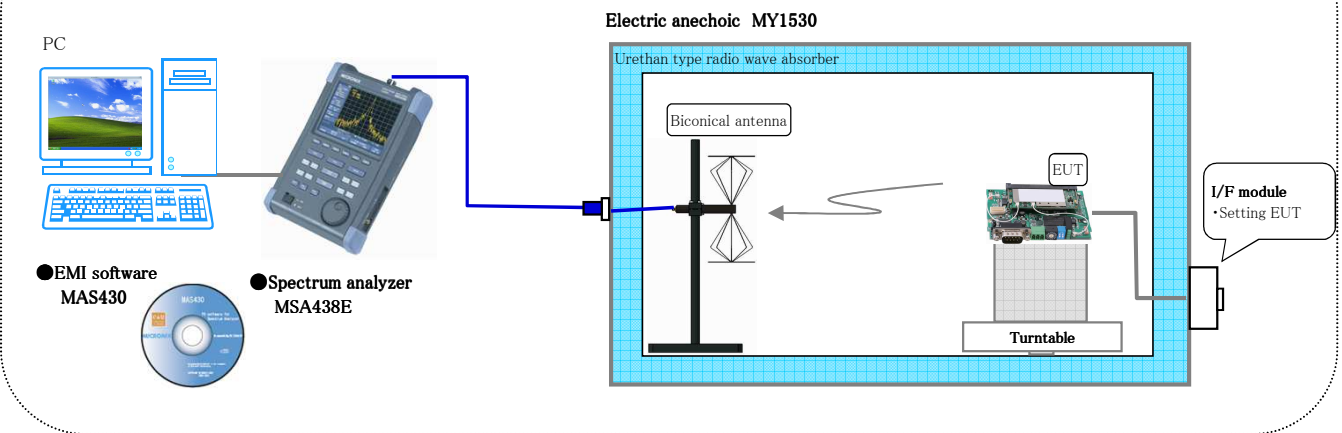 Electric anechoic MY1530
PC
Urethan type radio wave absorber
Biconical antenna
EUT
I/F module
・Setting EUT
●EMI software
MAS430
●Spectrum analyzer
MSA438E
MAS430
Turntable